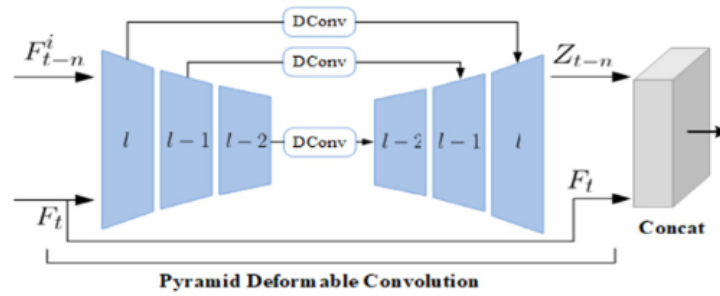 DConv
DConv
F^i_{t-n}
Z_{t-n}
l
l - 1
l - 2
DConv
l - 2
l - 1
l
F_t
F_t
Concat
Pyramid Deformable Convolution